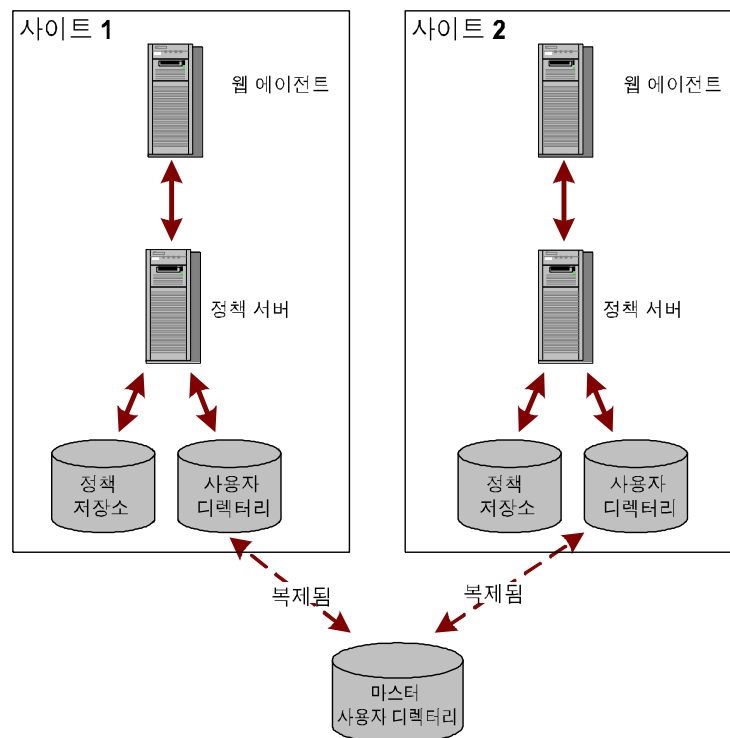 사이트 1
웹 에이전트
정책 서버
정책
저장소
사용자
디렉터리
사이트 2
웹 에이전트
정책 서버
정책
저장소
사용자
디렉터리
복제됨
복제됨
마스터
사용자 디렉터리